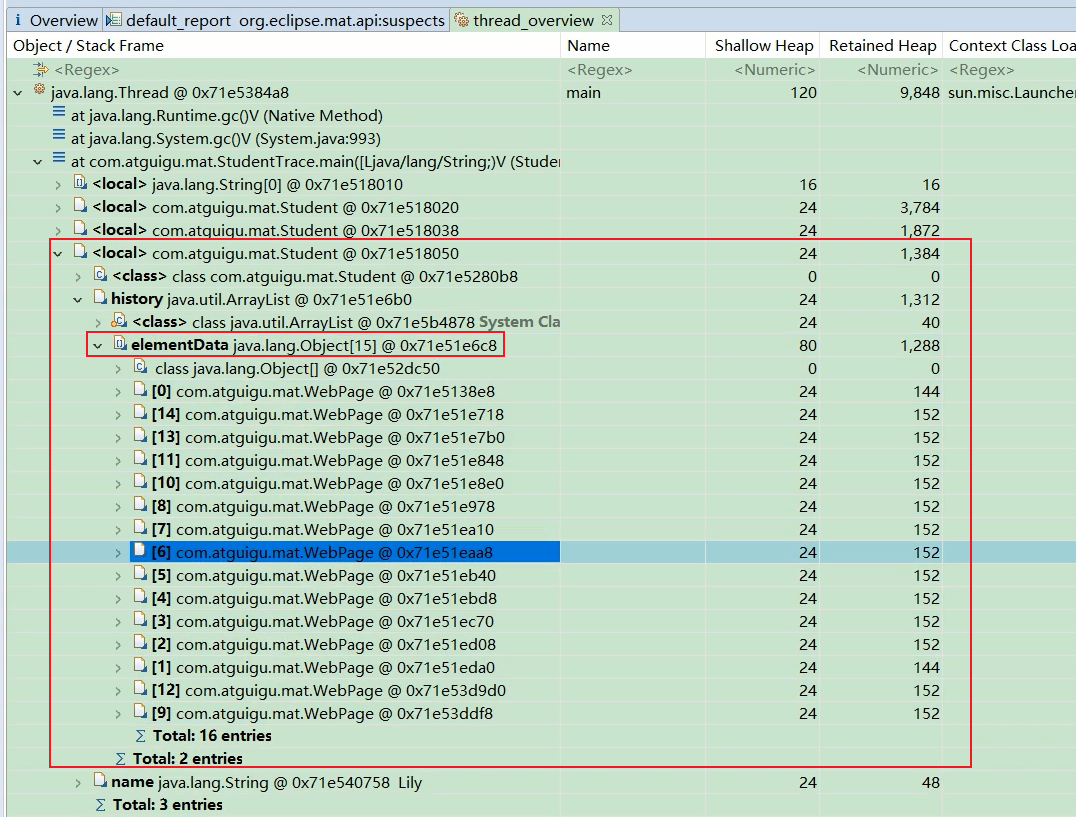 i Overview default_report org.eclipse.mat.api:suspects thread_overview
Object / Stack Frame Name Shallow Heap Retained Heap Context Class Loa
<Regex> <Regex> <Numeric> <Numeric> <Regex>
java.lang.Thread @ 0x71e5384a8 main 120 9,848 sun.misc.Launcher
at java.lang.Runtime.gc()V (Native Method)
at java.lang.System.gc()V (System.java:993)
at com.atguigu.mat.StudentTrace.main([Ljava/lang/String;)V (Studen
<local> java.lang.String[0] @ 0x71e518010 16 16
<local> com.atguigu.mat.Student @ 0x71e518020 24 3,784
<local> com.atguigu.mat.Student @ 0x71e518038 24 1,872
<local> com.atguigu.mat.Student @ 0x71e518050 24 1,384
<class> class com.atguigu.mat.Student @ 0x71e5280b8 0 0
history java.util.ArrayList @ 0x71e51e6b0 24 1,312
<class> class java.util.ArrayList @ 0x71e5b4878 System Cla 24 40
elementData java.lang.Object[15] @ 0x71e51e6c8 80 1,288
class java.lang.Object[] @ 0x71e52dc50 0 0
[0] com.atguigu.mat.WebPage @ 0x71e5138e8 24 144
[14] com.atguigu.mat.WebPage @ 0x71e51e718 24 152
[13] com.atguigu.mat.WebPage @ 0x71e51e7b0 24 152
[11] com.atguigu.mat.WebPage @ 0x71e51e848 24 152
[10] com.atguigu.mat.WebPage @ 0x71e51e8e0 24 152
[8] com.atguigu.mat.WebPage @ 0x71e51e978 24 152
[7] com.atguigu.mat.WebPage @ 0x71e51ea10 24 152
[6] com.atguigu.mat.WebPage @ 0x71e51eaa8 24 152
[5] com.atguigu.mat.WebPage @ 0x71e51eb40 24 152
[4] com.atguigu.mat.WebPage @ 0x71e51ebd8 24 152
[3] com.atguigu.mat.WebPage @ 0x71e51ec70 24 152
[2] com.atguigu.mat.WebPage @ 0x71e51ed08 24 152
[1] com.atguigu.mat.WebPage @ 0x71e51eda0 24 144
[12] com.atguigu.mat.WebPage @ 0x71e53d9d0 24 152
[9] com.atguigu.mat.WebPage @ 0x71e53ddf8 24 152
Σ Total: 16 entries
Σ Total: 2 entries
name java.lang.String @ 0x71e540758 Lily 24 48
Σ Total: 3 entries